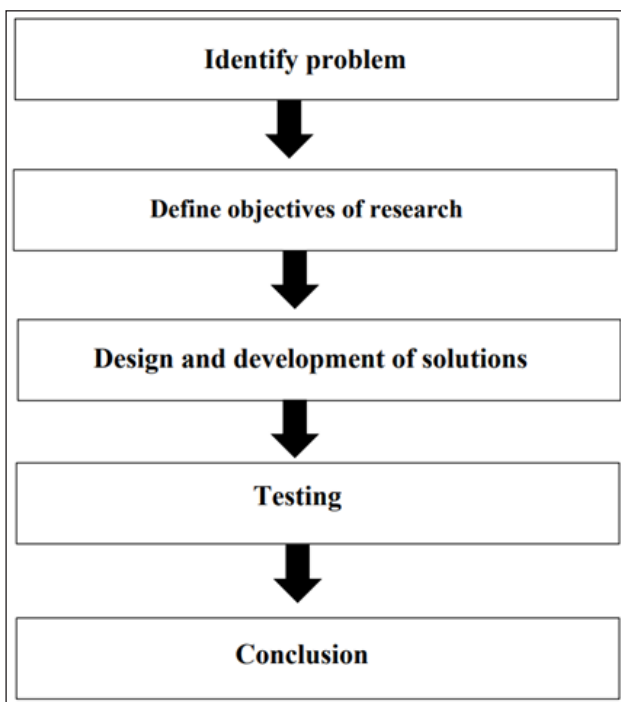 Identify problem
Define objectives of research
Design and development of solutions
Testing
Conclusion